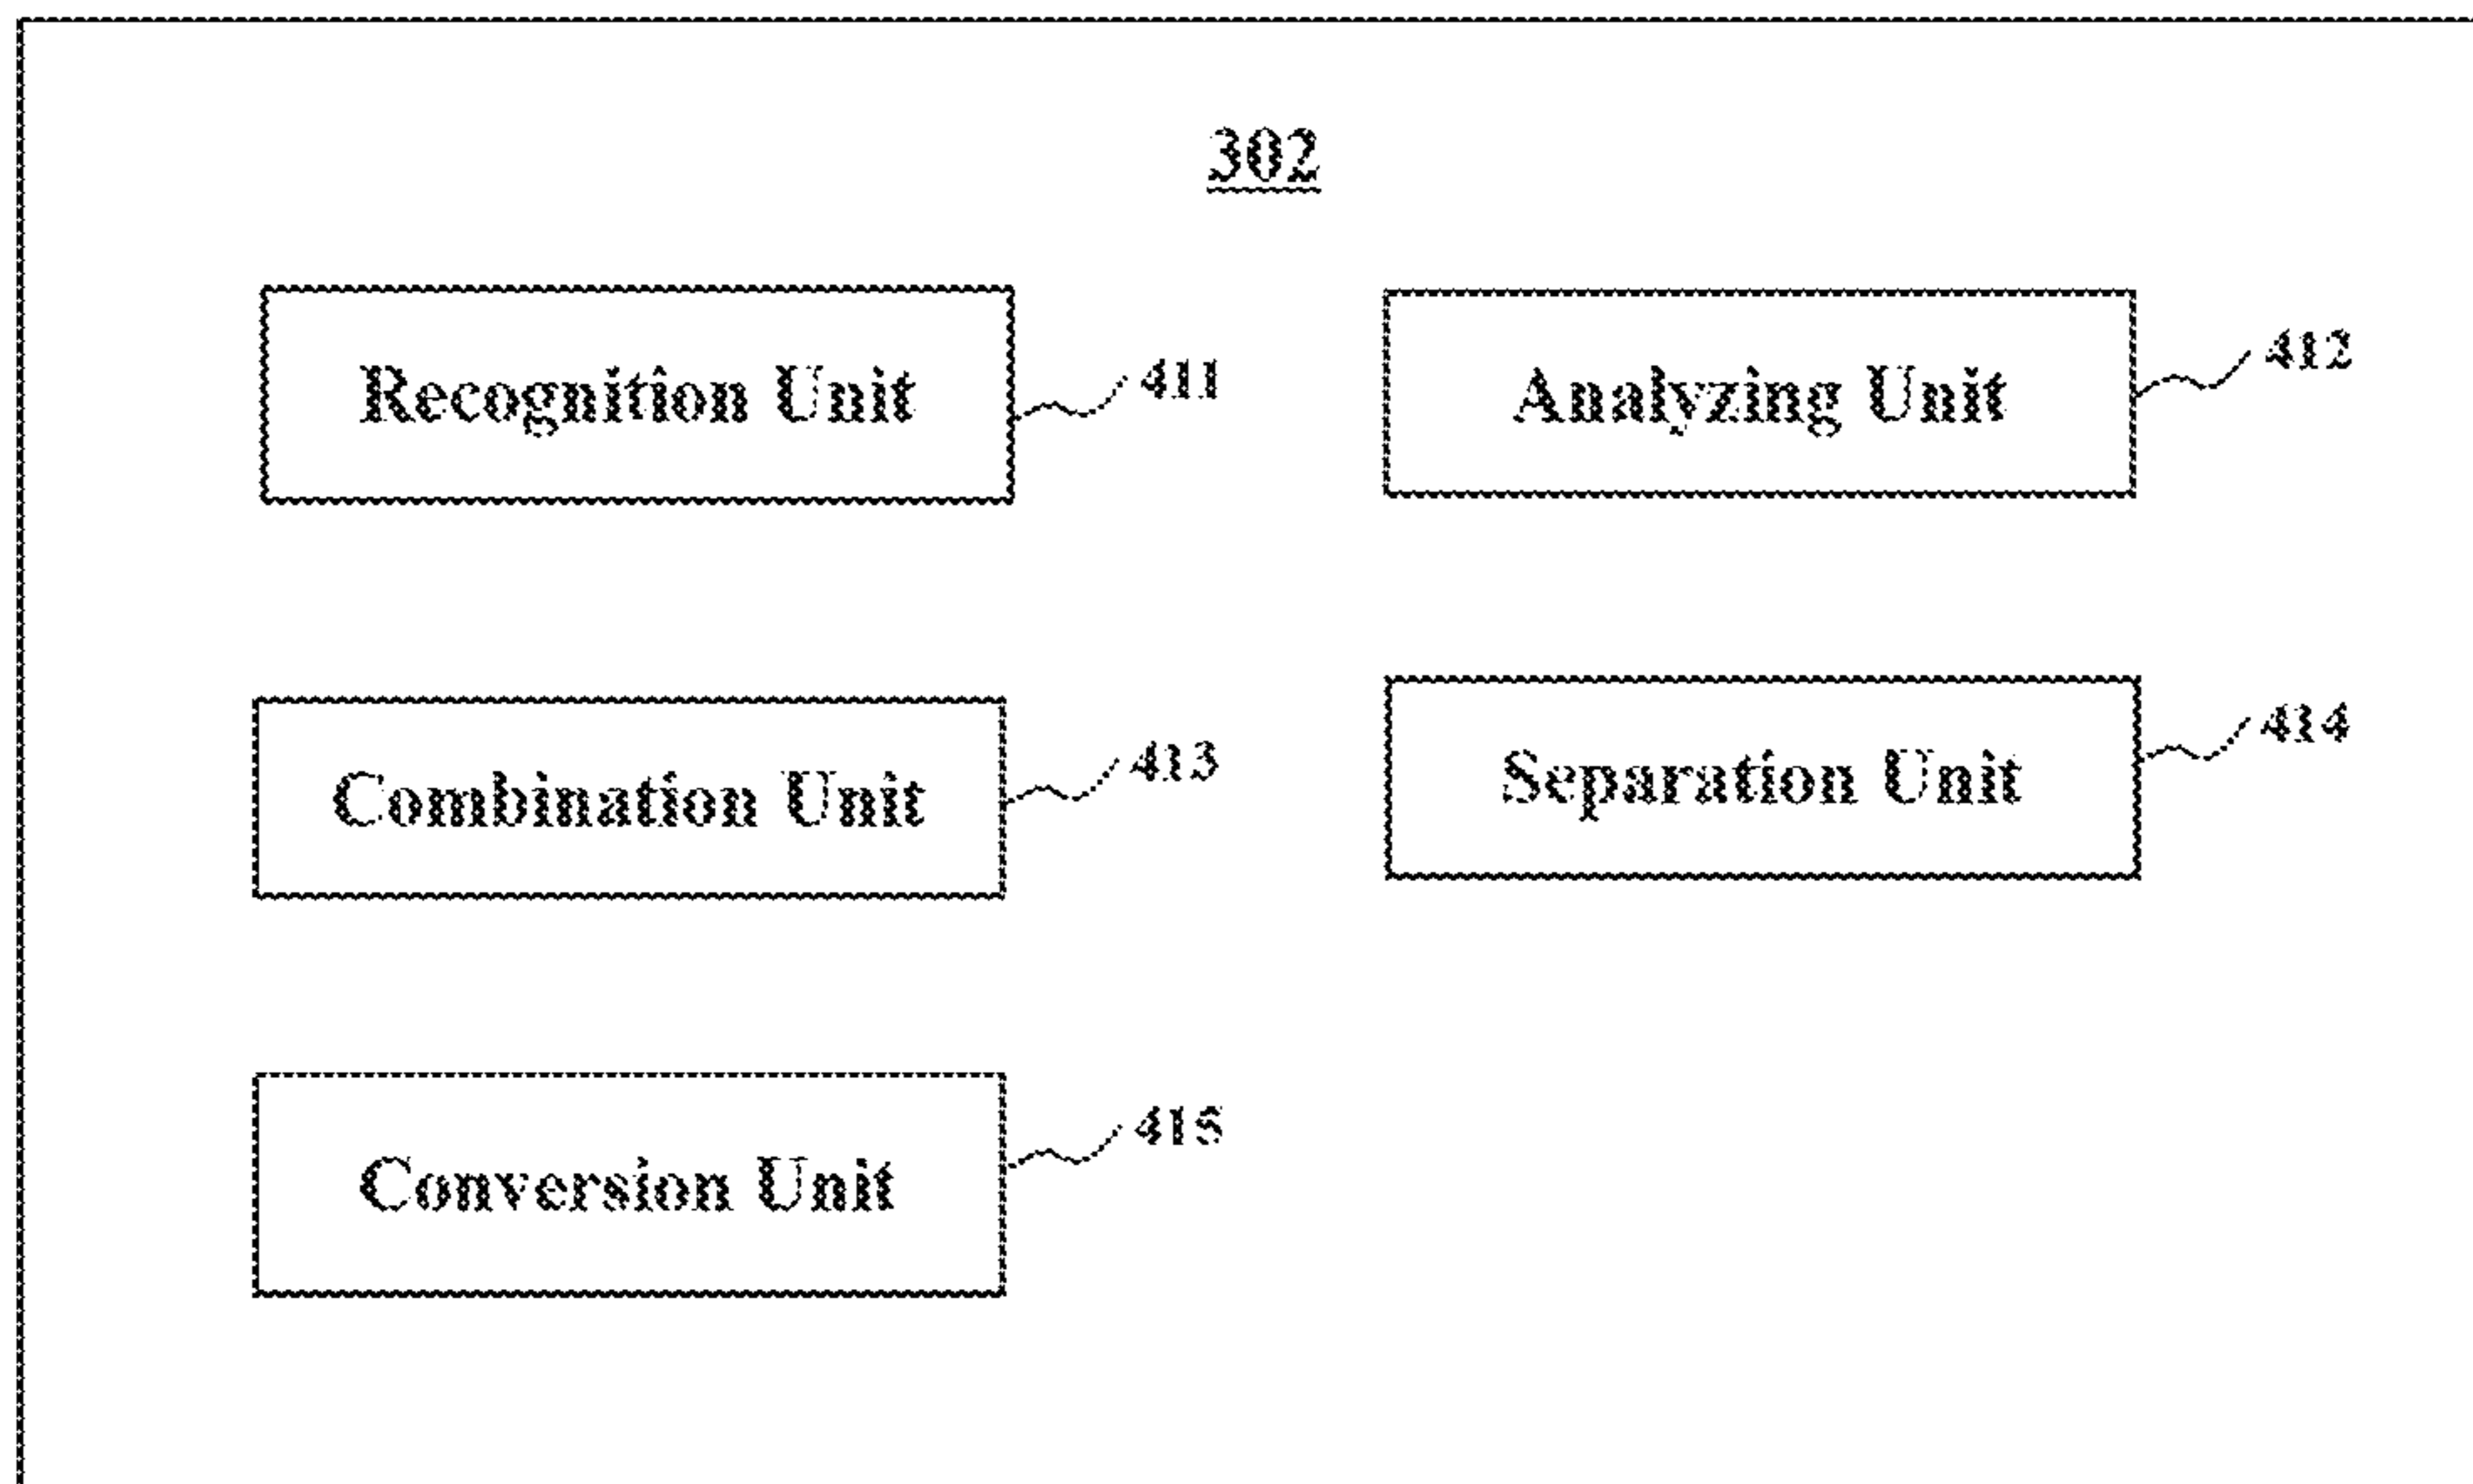 302
Recognition Unit
411
Analyzing Unit
412
Combination Unit
413
Separation Unit
414
Conversion Unit
415